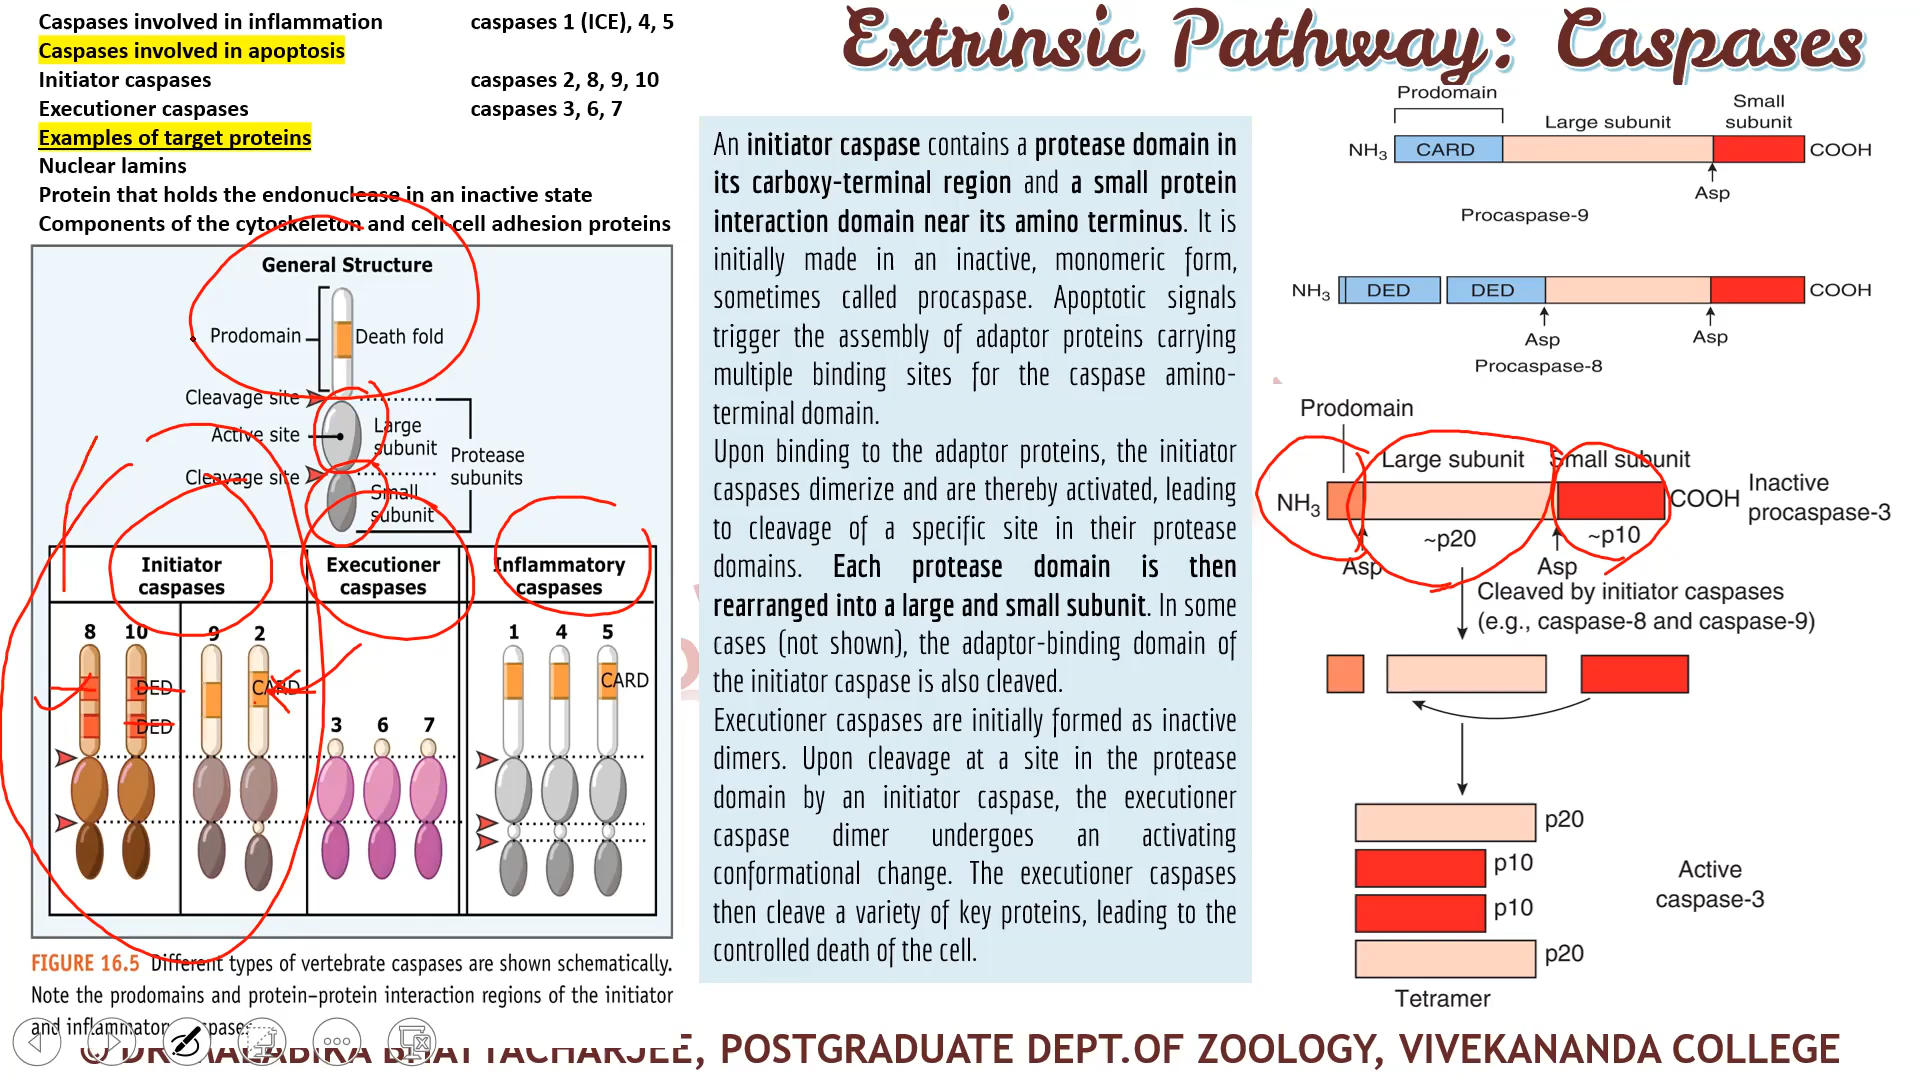 Extrinsic Pathway: Caspases
Caspases involved in inflammation caspases 1 (ICE), 4, 5
Caspases involved in apoptosis
Initiator caspases caspases 2, 8, 9, 10
Executioner caspases caspases 3, 6, 7
Examples of target proteins
Nuclear lamins
Protein that holds the endonuclease in an inactive state
Components of the cytoskeleton and cell-cell adhesion proteins
General Structure
Prodomain
Death fold
Cleavage site
Active site
Large
subunit
Cleavage site
Protease
subunits
Small
subunit
Initiator
caspases
Executioner
caspases
Inflammatory
caspases
8 10 9 2
DED
DED
CARD
3 6 7
1 4 5
CARD
FIGURE 16.5 Different types of vertebrate caspases are shown schematically.
Note the prodomains and protein–protein interaction regions of the initiator
and inflammatory
An initiator caspase contains a protease domain in
its carboxy-terminal region and a small protein
interaction domain near its amino terminus. It is
initially made in an inactive, monomeric form,
sometimes called procaspase. Apoptotic signals
trigger the assembly of adaptor proteins carrying
multiple binding sites for the caspase amino-
terminal domain.
Upon binding to the adaptor proteins, the initiator
caspases dimerize and are thereby activated, leading
to cleavage of a specific site in their protease
domains. Each protease domain is then
rearranged into a large and small subunit. In some
cases (not shown), the adaptor-binding domain of
the initiator caspase is also cleaved.
Executioner caspases are initially formed as inactive
dimers. Upon cleavage at a site in the protease
domain by an initiator caspase, the executioner
caspase dimer undergoes an activating
conformational change. The executioner caspases
then cleave a variety of key proteins, leading to the
controlled death of the cell.
Prodomain
Large subunit
Small
subunit
NH3 CARD COOH
Asp
Procaspase-9
NH3 DED DED COOH
Asp Asp
Procaspase-8
Prodomain
Large subunit Small subunit
NH3 COOH
Inactive
procaspase-3
~p20 ~p10
Asp Asp
Cleaved by initiator caspases
(e.g., caspase-8 and caspase-9)
p20
p10
p10
p20
Active
caspase-3
Tetramer
© DR. MALABIKA BHATTACHARJEE, POSTGRADUATE DEPT.OF ZOOLOGY, VIVEKANANDA COLLEGE